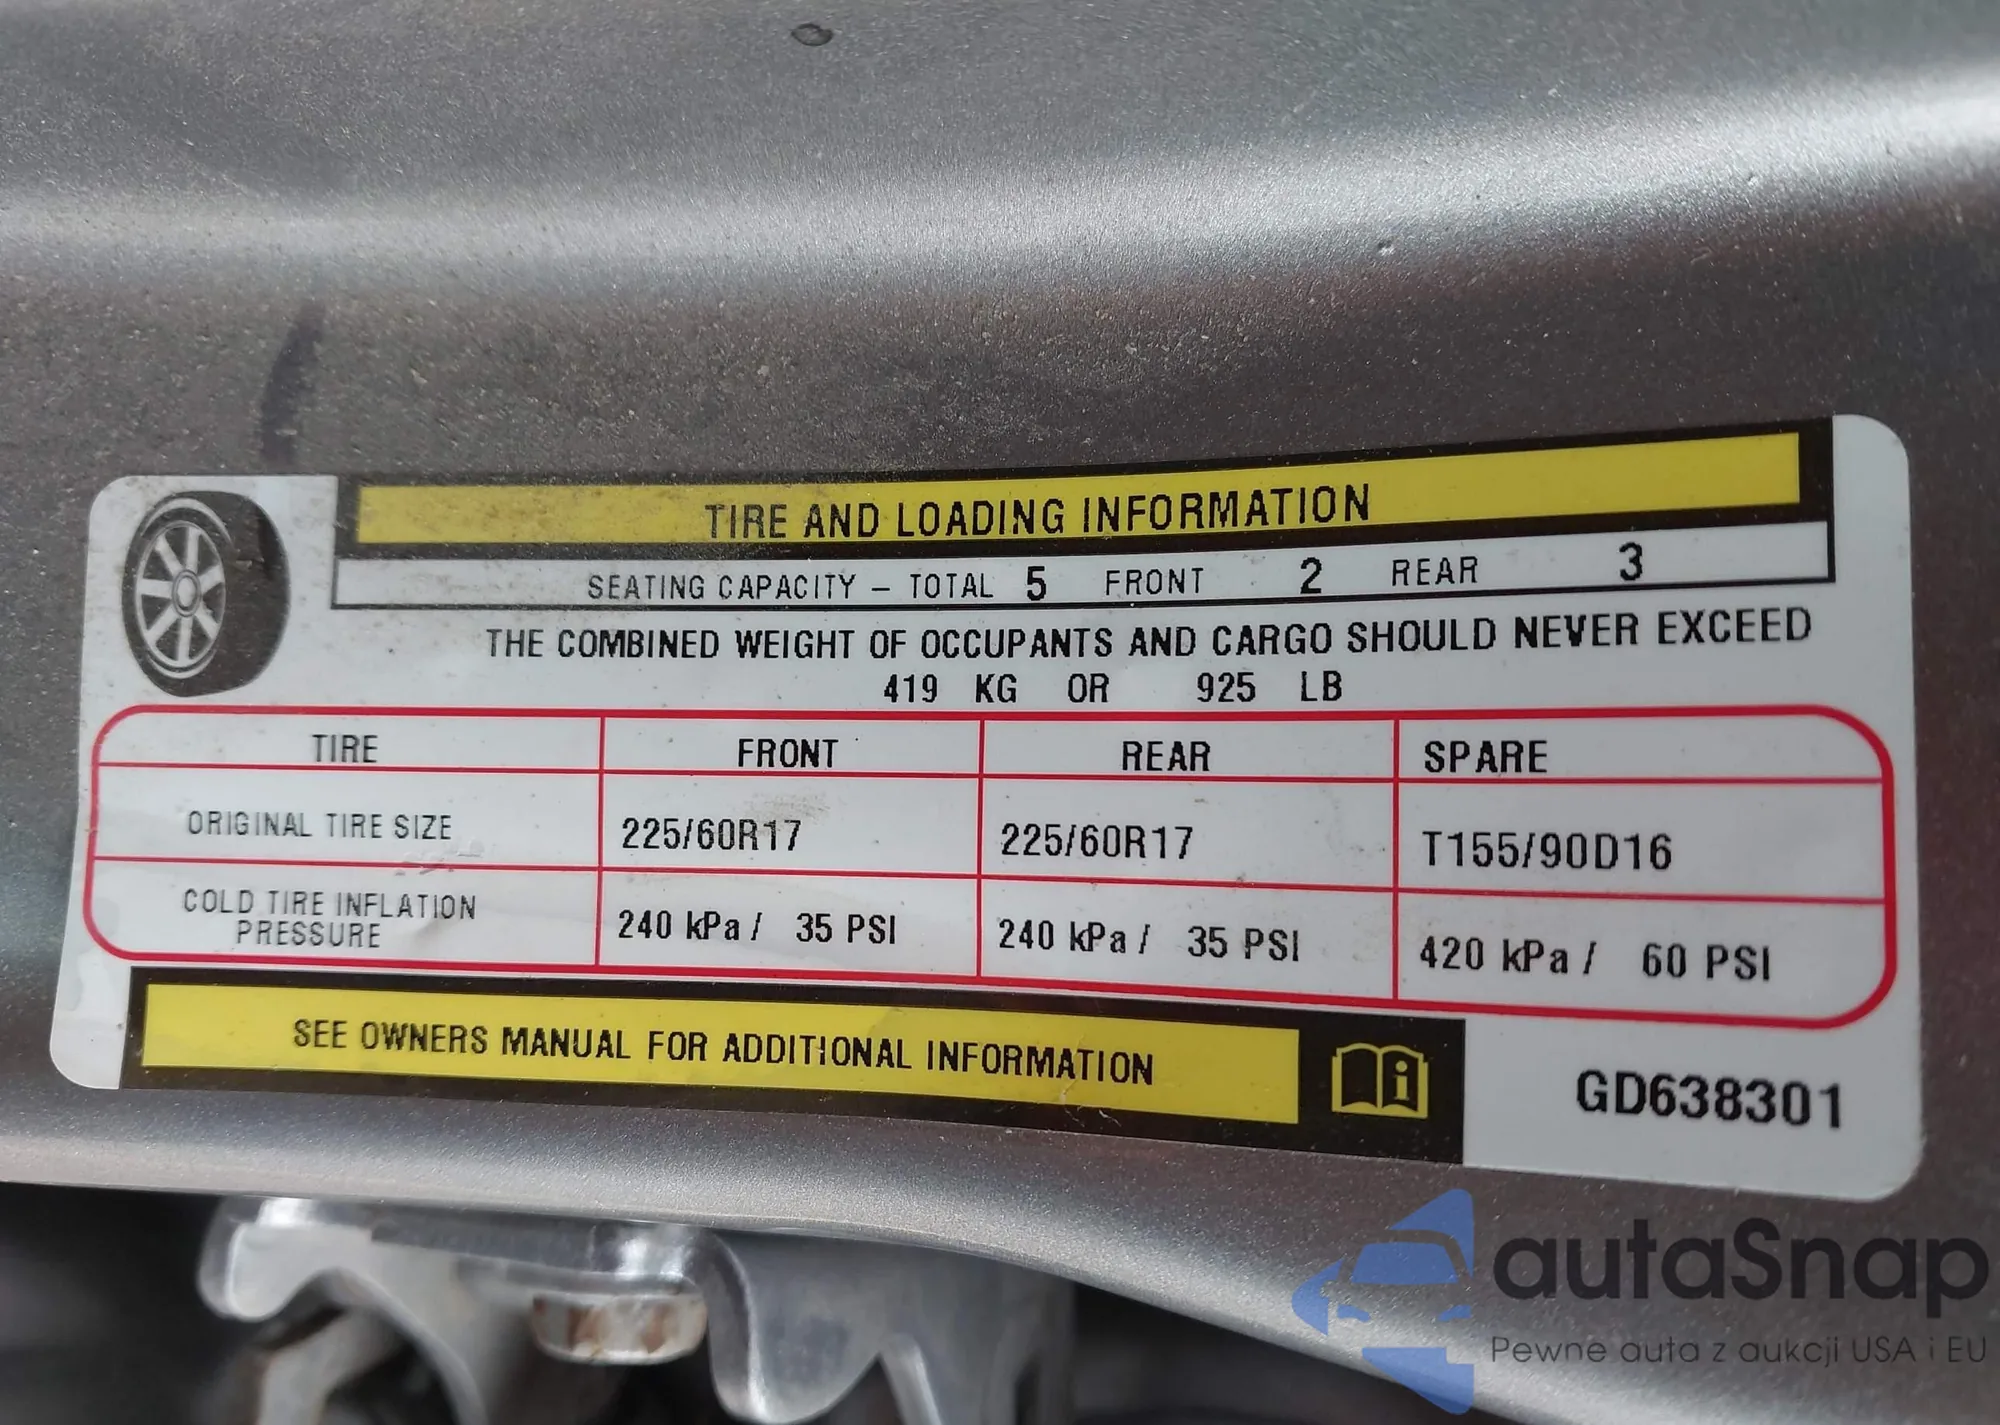 TIRE AND LOADING INFORMATION
SEATING CAPACITY – TOTAL 5 FRONT 2 REAR 3
THE COMBINED WEIGHT OF OCCUPANTS AND CARGO SHOULD NEVER EXCEED
419 KG OR 925 LB
TIRE FRONT REAR SPARE
ORIGINAL TIRE SIZE 225/60R17 225/60R17 T155/90D16
COLD TIRE INFLATION
PRESSURE 240 kPa / 35 PSI 240 kPa / 35 PSI 420 kPa / 60 PSI
SEE OWNERS MANUAL FOR ADDITIONAL INFORMATION
GD638301
autaSnap
Pewne auta z aukcji USA i EU